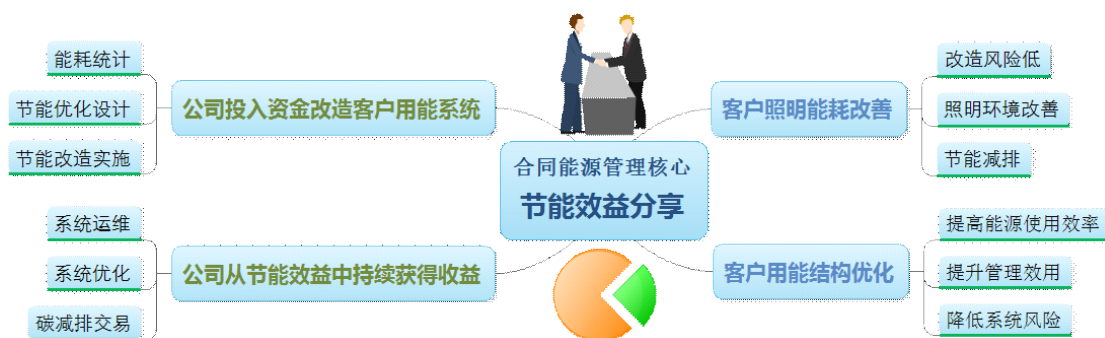 能耗统计
节能优化设计
节能改造实施
公司投入资金改造客户用能系统
系统运维
系统优化
碳减排交易
公司从节能效益中持续获得收益
合同能源管理核心
节能效益分享
客户照明能耗改善
改造风险低
照明环境改善
节能减排
客户用能结构优化
提高能源使用效率
提升管理效用
降低系统风险